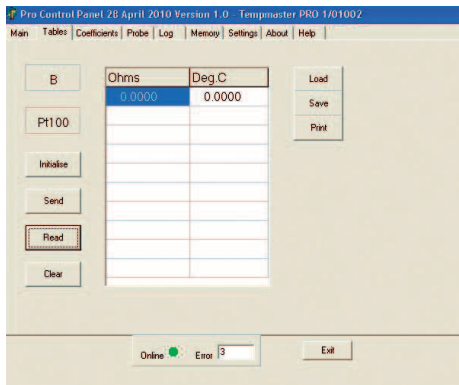 Pro Control Panel 28 April 2010 Version 1.0 - Tempmaster PRO 1/01002
Main Tables Coefficients Probe Log Memory Settings About Help
B
Ohms Deg.C
0.0000 0.0000
Load
Save
Print
Pt100
Initialise
Send
Read
Clear
Online Error 3
Exit